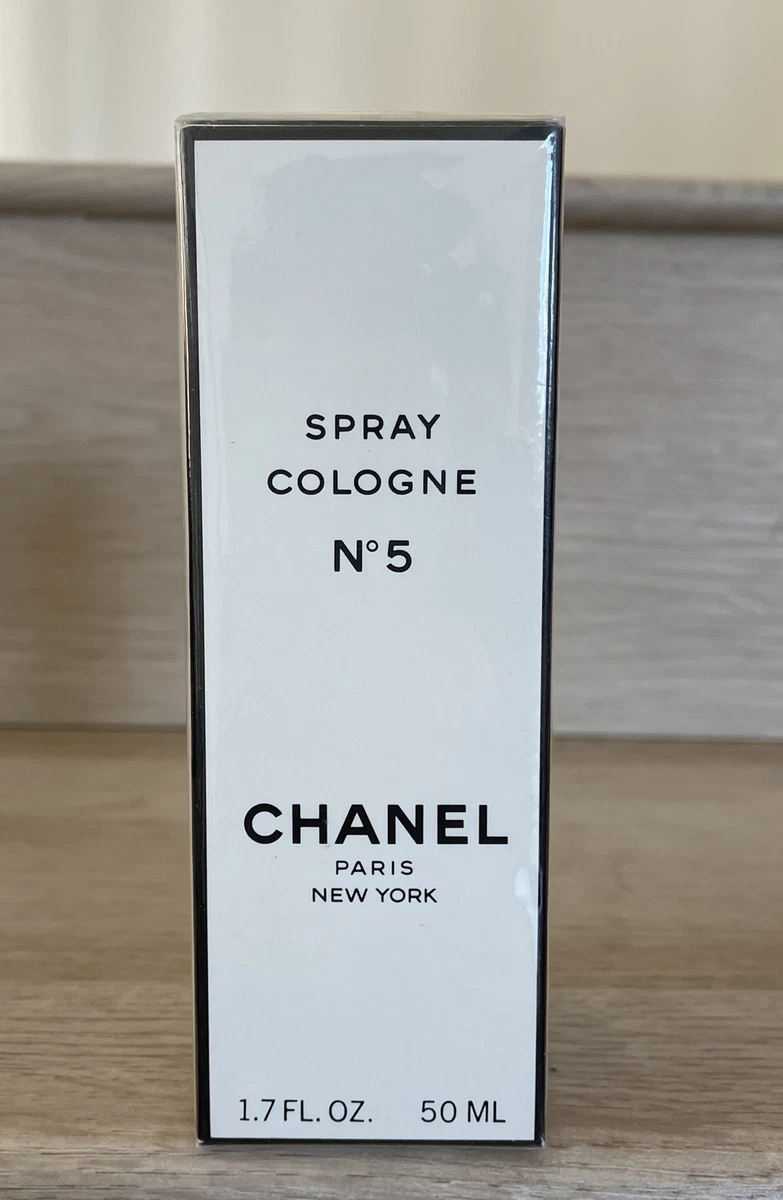 SPRAY
COLOGNE
N° 5
CHANEL
PARIS
NEW YORK
1.7 FL. OZ. 50 ML